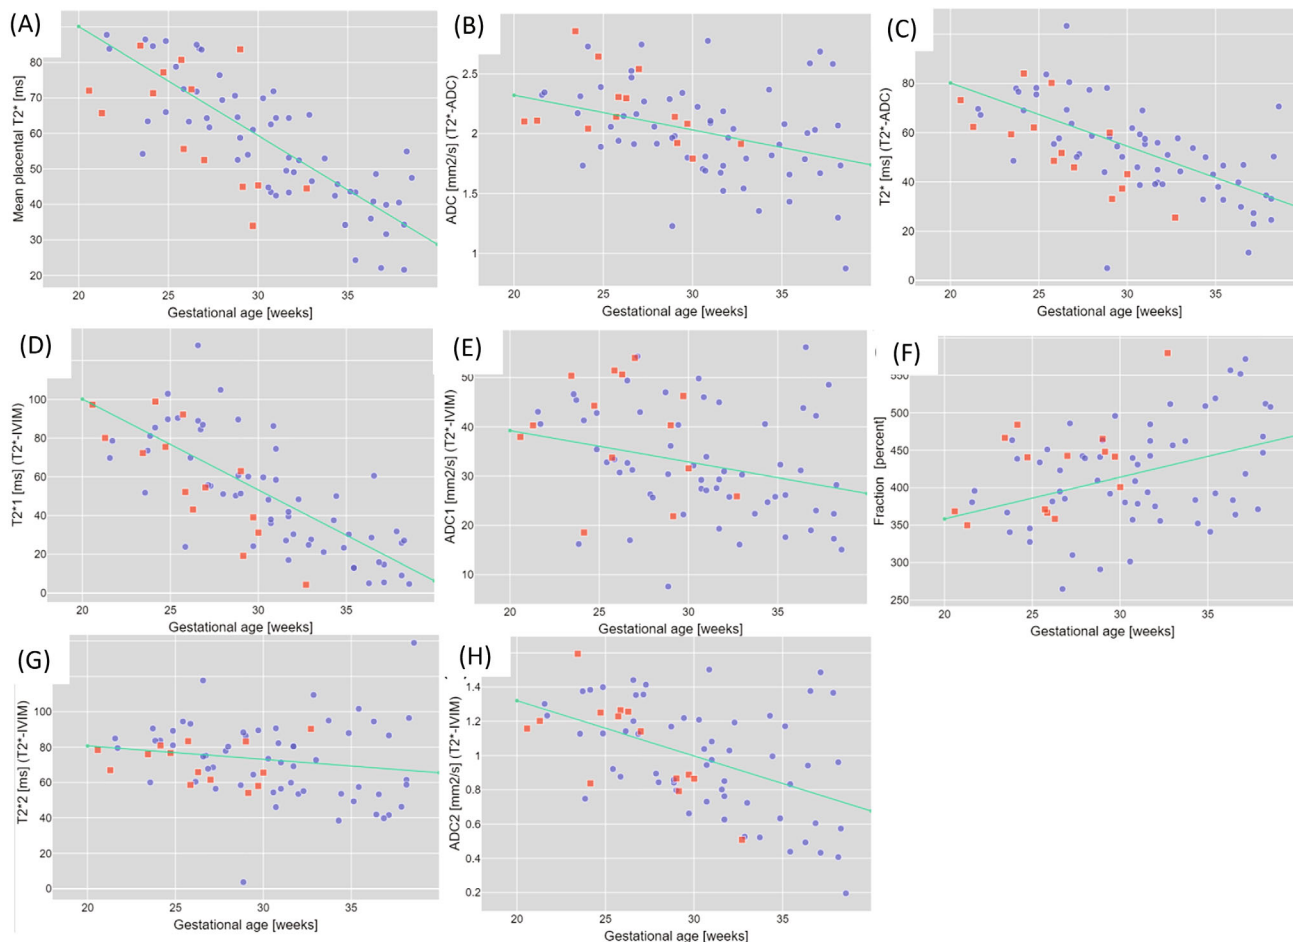 (A)
80
70
60
50
40
30
20
Mean placental T2* [ms]
20 25 30 35
Gestational age [weeks]
(B)
2.5
2
1.5
1
ADC [mm2/s] (T2*-ADC)
20 25 30 35
Gestational age [weeks]
(C)
80
60
40
20
0
T2* [ms] (T2*-ADC)
20 25 30 35
Gestational age [weeks]
(D)
100
80
60
40
20
0
T2*1 [ms] (T2*-IVIM)
20 25 30 35
Gestational age [weeks]
(E)
50
40
30
20
10
ADC1 [mm2/s] (T2*-IVIM)
20 25 30 35
Gestational age [weeks]
(F)
550
500
450
400
350
300
250
Fraction [percent]
20 25 30 35
Gestational age [weeks]
(G)
100
80
60
40
20
0
T2*2 [ms] (T2*-IVIM)
20 25 30 35
Gestational age [weeks]
(H)
1.4
1.2
1
0.8
0.6
0.4
0.2
ADC2 [mm2/s] (T2*-IVIM)
20 25 30 35
Gestational age [weeks]